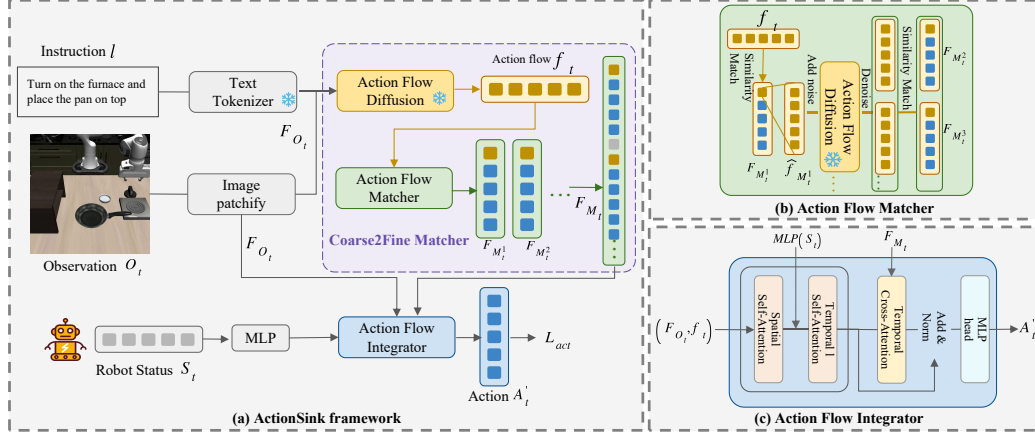 Instruction l
Turn on the furnace and
place the pan on top
Text
Tokenizer
F_{O_t}
Observation O_t
Image
patchify
F_{O_t}
Action Flow
Diffusion
Action flow f_t
Action Flow
Matcher
Coarse2Fine Matcher
F_{M_t^1}
F_{M_t^2}
...
F_{M_t}
Robot Status S_t
MLP
Action Flow
Integrator
Action A_t'
L_{act}
(a) ActionSink framework
f_t
Similarity
Match
F_{M_t^1}
\hat{f}_{M_t^1}
Add noise
Action Flow
Diffusion
Denoise
Similarity Match
F_{M_t^2}
F_{M_t^3}
(b) Action Flow Matcher
MLP(S_t)
F_{M_t}
(F_{O_t}, f_t)
Spatial
Self-Attention
Temporal l
Self-Attention
Temporal
Cross-Attention
Add &
Norm
MLP
head
A_t'
(c) Action Flow Integrator